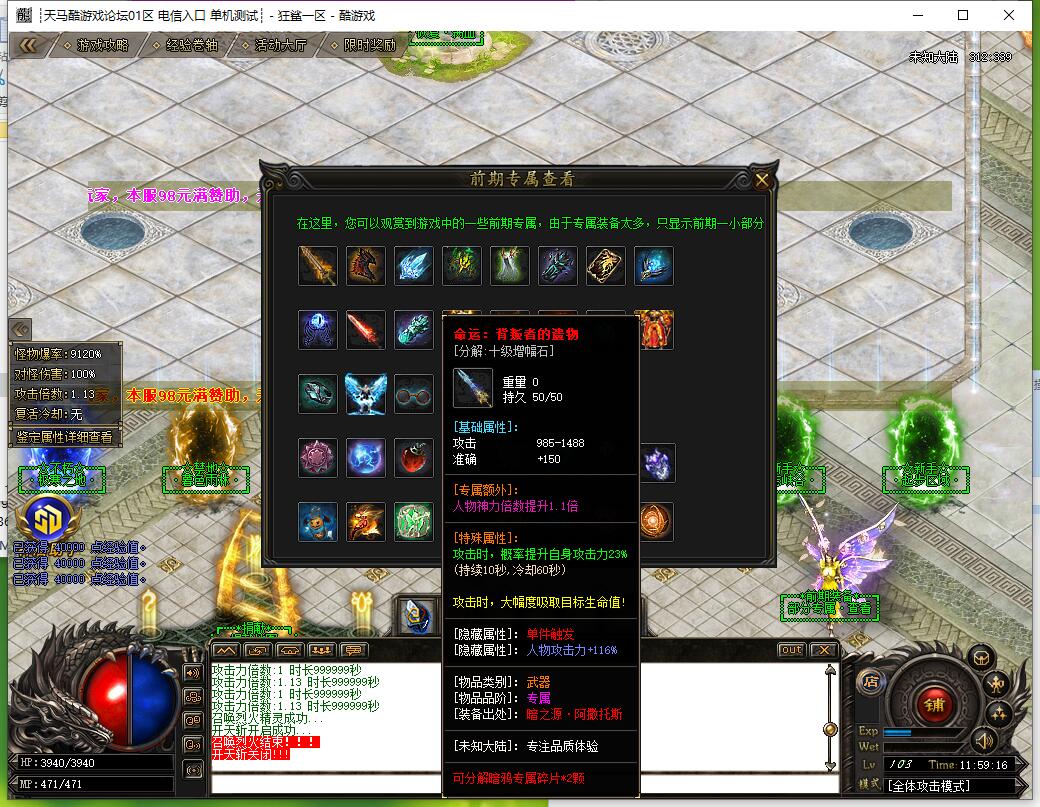 天马酷游戏论坛01区 电信入口 单机测试 - 狂鲨一区 - 酷游戏
游戏攻略
经验卷轴
活动大厅
限时奖励
未知大陆 312:339
家，本服98元满赞助，
前期专属查看
在这里，您可以观赏到游戏中的一些前期专属，由于专属装备太多，只显示前期一小部分
怪物爆率:9120%
对怪伤害:100%
攻击倍数:1.13
复活冷却:无
鉴定属性详细查看
家，本服98元满赞助，
命运: 背叛者的遗物
[分解:十级增幅石]
重量 0
持久 50/50
[基础属性]:
攻击 985-1488
准确 +150
[专属额外]:
人物神力倍数提升1.1倍
[特殊属性]:
攻击时，概率提升自身攻击力23%
(持续10秒,冷却60秒)
攻击时，大幅度吸取目标生命值!
[隐藏属性]: 单件触发
[隐藏属性]: 人物攻击力+116%
[物品类别]: 武器
[物品品阶]: 专属
[装备出处]: 暗之源·阿撒托斯
[未知大陆]: 专注品质体验
可分解暗鸦专属碎片*2颗
已获得 40000 点经验值。
已获得 40000 点经验值。
已获得 40000 点经验值。
*前期装备*
部分专属·查看
*捐献*
out
攻击力倍数:1 时长999999秒
攻击力倍数:1.13 时长999999秒
攻击力倍数:1 时长999999秒
攻击力倍数:1.13 时长999999秒
召唤烈火精灵成功...
开天斩开启成功...
召唤烈火结束!!!!
开天斩关闭!!!
HP:3940/3940
MP:471/471
店
铺
Exp
Wet
Lv 103
Time:11:59:16
模式
[全体攻击模式]